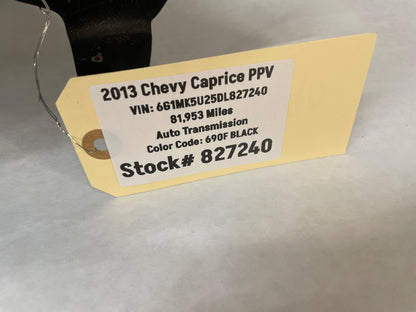 2013 Chevy Caprice PPV
VIN: 6G1MK5U25DL827240
81,953 Miles
Auto Transmission
Color Code: 690F BLACK
Stock# 827240